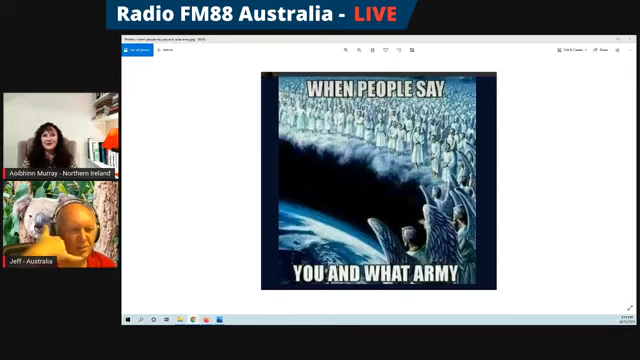 Radio FM88 Australia - LIVE
WHEN PEOPLE SAY
YOU AND WHAT ARMY
Aoibhinn Murray - Northern Ireland
Jeff - Australia